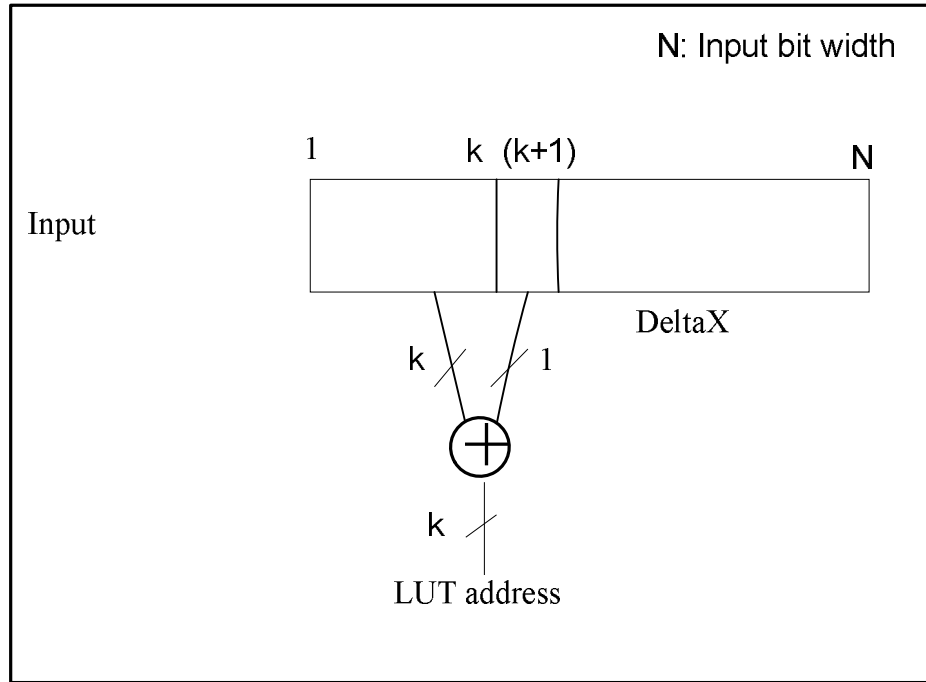 N: Input bit width
1 k (k+1) N
Input
DeltaX
k 1
k
LUT address